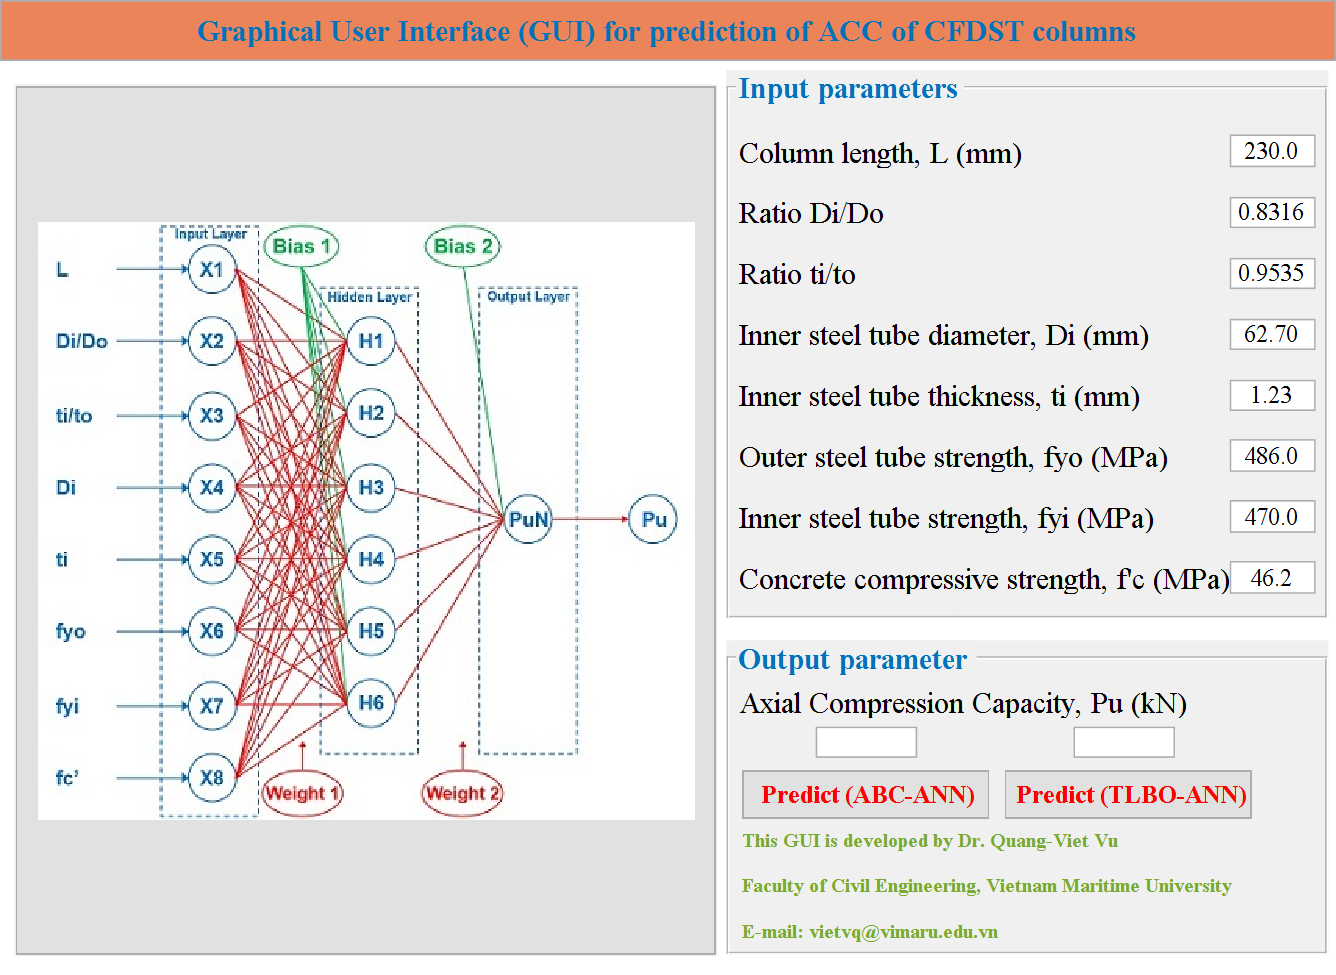 Graphical User Interface (GUI) for prediction of ACC of CFDST columns
Input Layer
Bias 1
Bias 2
L
X1
Hidden Layer
Output Layer
Di/Do
X2
H1
ti/to
X3
H2
Di
X4
H3
PuN
Pu
ti
X5
H4
fyo
X6
H5
fyi
X7
H6
fc’
X8
Weight 1
Weight 2
Input parameters
Column length, L (mm) 230.0
Ratio Di/Do 0.8316
Ratio ti/to 0.9535
Inner steel tube diameter, Di (mm) 62.70
Inner steel tube thickness, ti (mm) 1.23
Outer steel tube strength, fyo (MPa) 486.0
Inner steel tube strength, fyi (MPa) 470.0
Concrete compressive strength, f'c (MPa) 46.2
Output parameter
Axial Compression Capacity, Pu (kN)
Predict (ABC-ANN) Predict (TLBO-ANN)
This GUI is developed by Dr. Quang-Viet Vu
Faculty of Civil Engineering, Vietnam Maritime University
E-mail: vietvq@vimaru.edu.vn